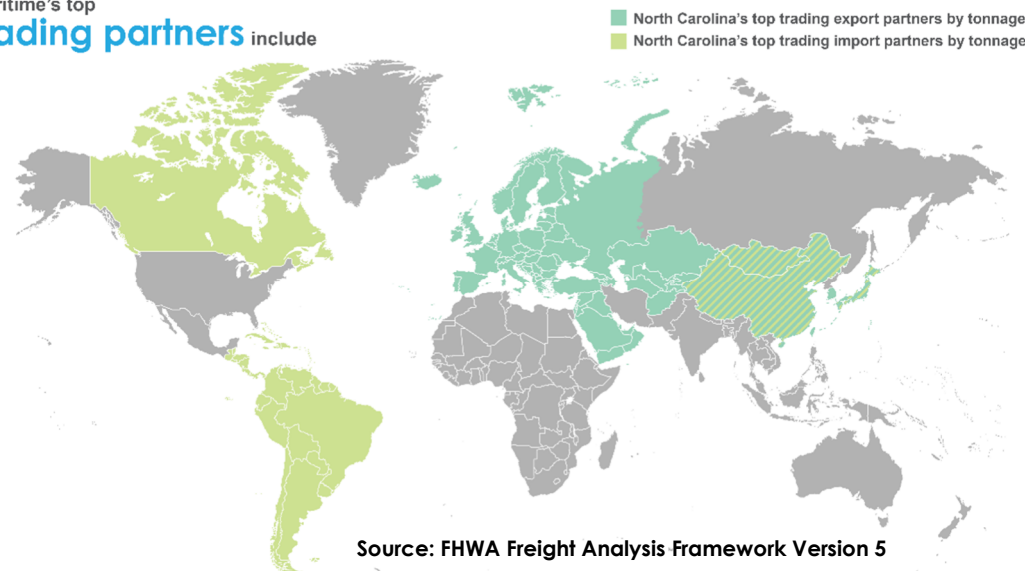 ritime's top
ading partners include
North Carolina's top trading export partners by tonnage
North Carolina's top trading import partners by tonnage
Source: FHWA Freight Analysis Framework Version 5